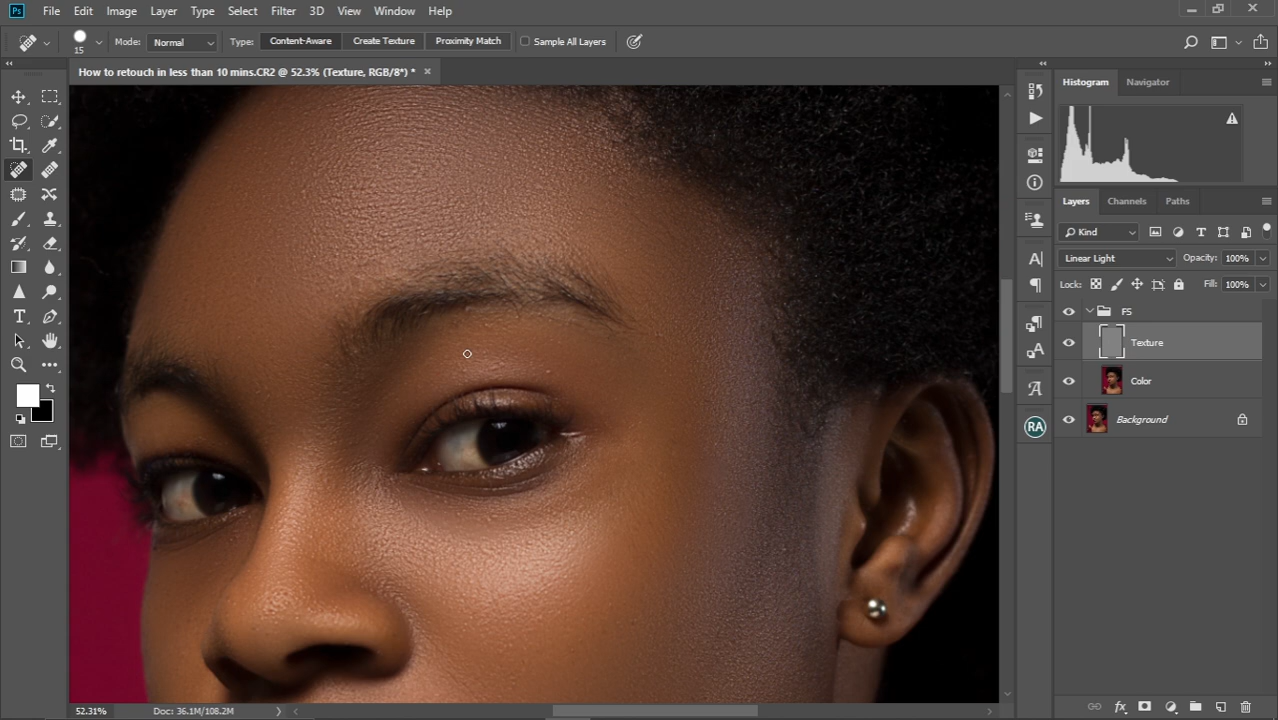 Ps File Edit Image Layer Type Select Filter 3D View Window Help
15 Mode: Normal Type: Content-Aware Create Texture Proximity Match Sample All Layers
How to retouch in less than 10 mins.CR2 @ 52.3% (Texture, RGB/8*) * ×
Histogram Navigator
Layers Channels Paths
Kind
Linear Light Opacity: 100%
Lock: Fill: 100%
FS
Texture
Color
Background
RA
52.31% Doc: 36.1M/108.2M